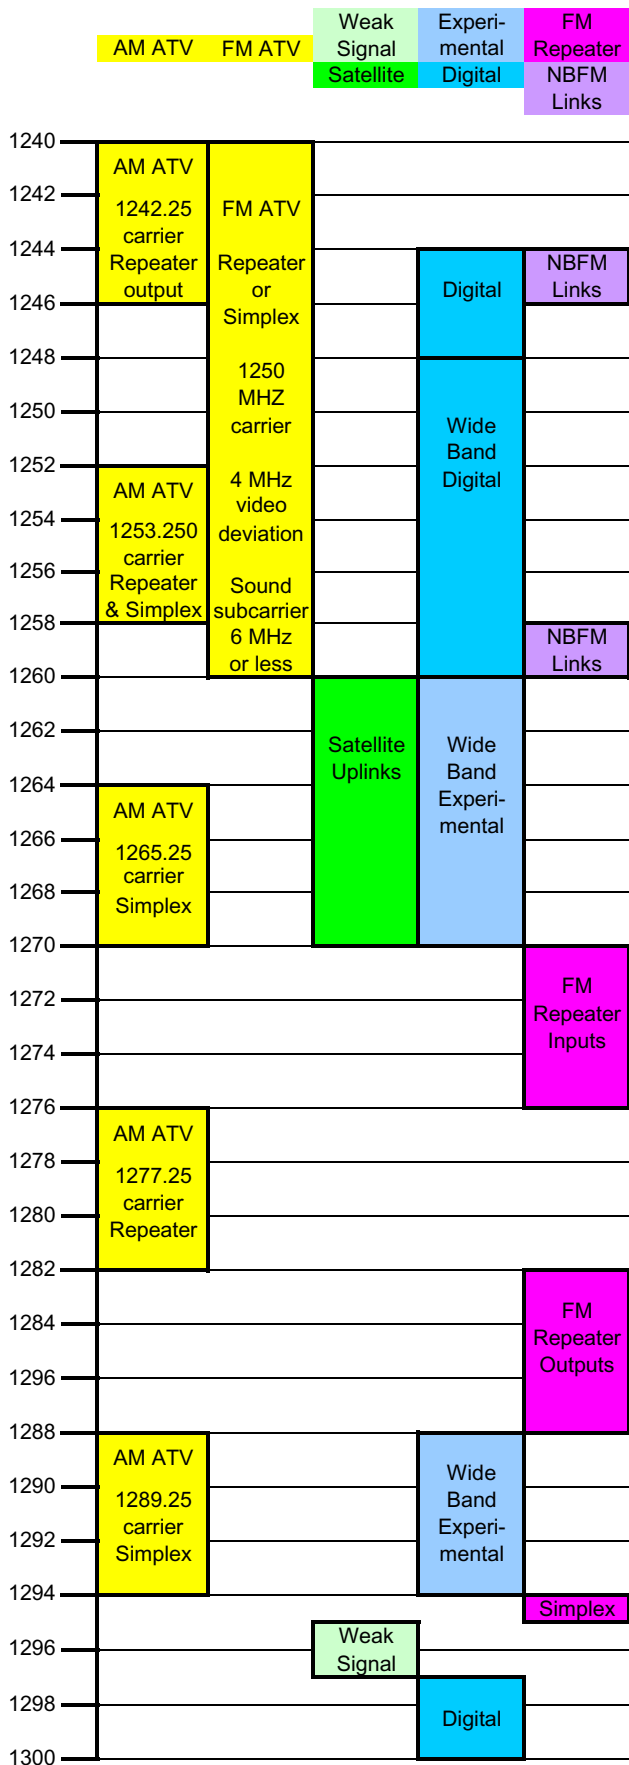 AM ATV
FM ATV
Weak
Signal
Satellite
Experi-
mental
Digital
FM
Repeater
NBFM
Links
1240
1242
1244
1246
1248
1250
1252
1254
1256
1258
1260
1262
1264
1266
1268
1270
1272
1274
1276
1278
1280
1282
1284
1296
1288
1290
1292
1294
1296
1298
1300
AM ATV
1242.25
carrier
Repeater
output
AM ATV
1253.250
carrier
Repeater
& Simplex
AM ATV
1265.25
carrier
Simplex
AM ATV
1277.25
carrier
Repeater
AM ATV
1289.25
carrier
Simplex
FM ATV
Repeater
or
Simplex
1250
MHZ
carrier
4 MHz
video
deviation
Sound
subcarrier
6 MHz
or less
Satellite
Uplinks
Weak
Signal
Digital
Wide
Band
Digital
Wide
Band
Experi-
mental
Wide
Band
Experi-
mental
Digital
NBFM
Links
NBFM
Links
FM
Repeater
Inputs
FM
Repeater
Outputs
Simplex